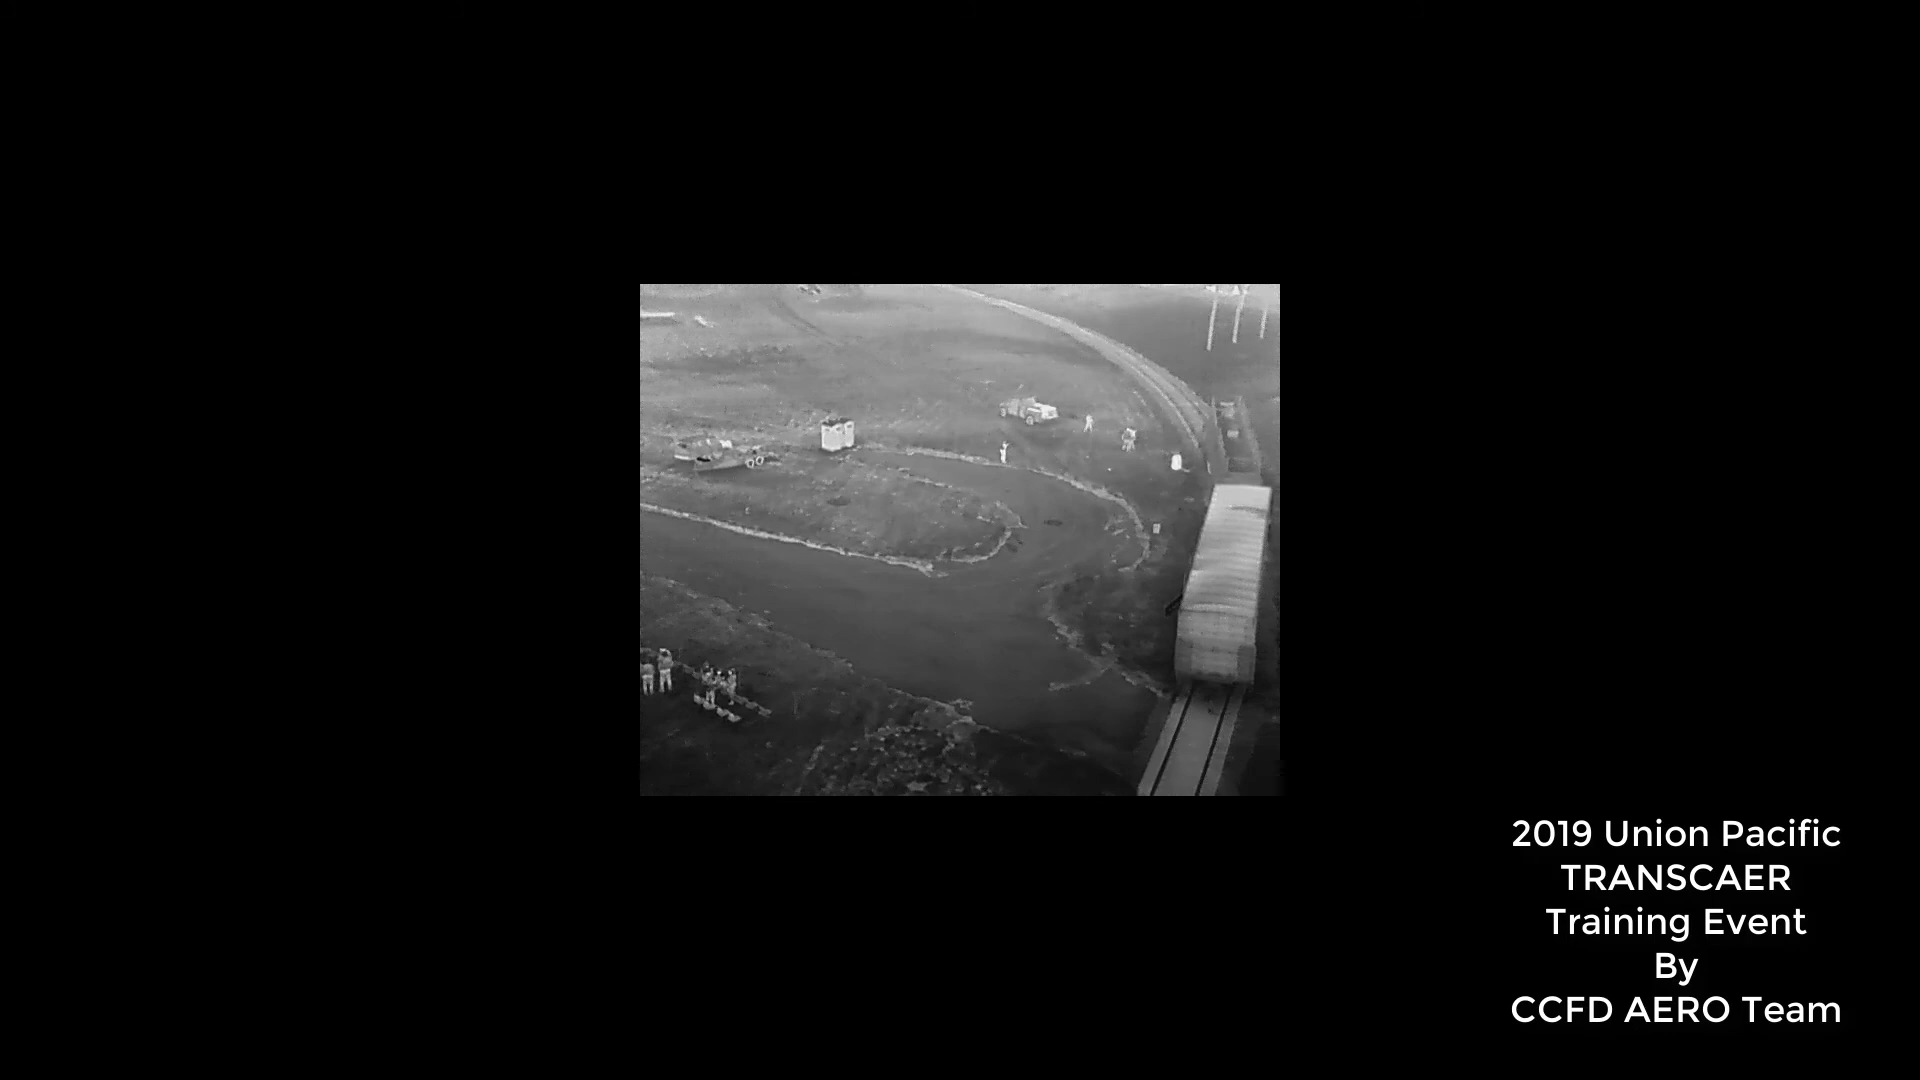 2019 Union Pacific
TRANSCAER
Training Event
By
CCFD AERO Team